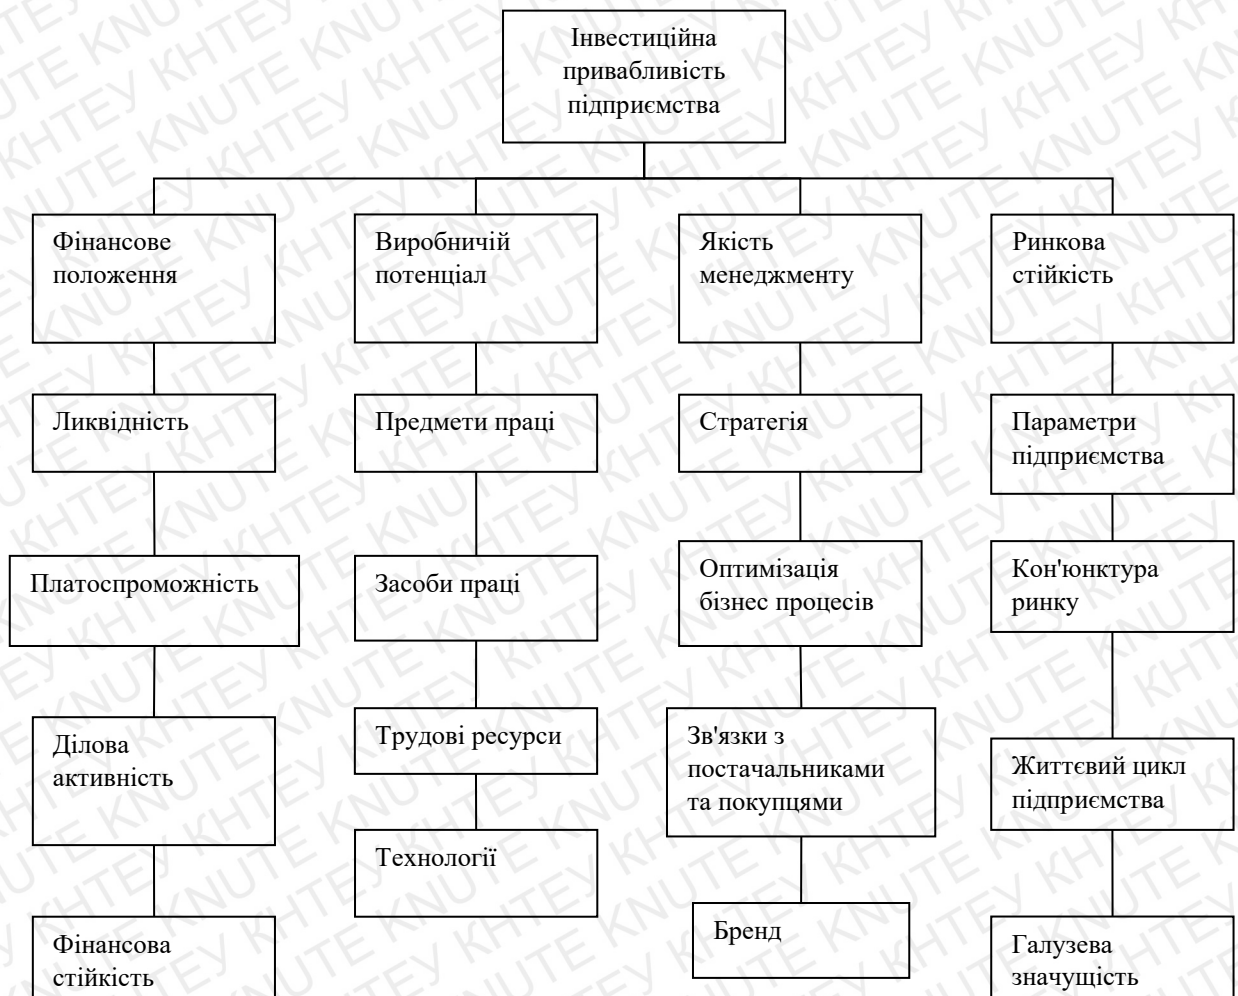 Інвестиційна
привабливість
підприємства
Фінансове
положення
Виробничій
потенціал
Якість
менеджменту
Ринкова
стійкість
Ликвідність
Предмети праці
Стратегія
Параметри
підприємства
Платоспроможність
Засоби праці
Оптимізація
бізнес процесів
Кон'юнктура
ринку
Ділова
активність
Трудові ресурси
Зв'язки з
постачальниками
та покупцями
Життєвий цикл
підприємства
Технології
Фінансова
стійкість
Бренд
Галузева
значущість